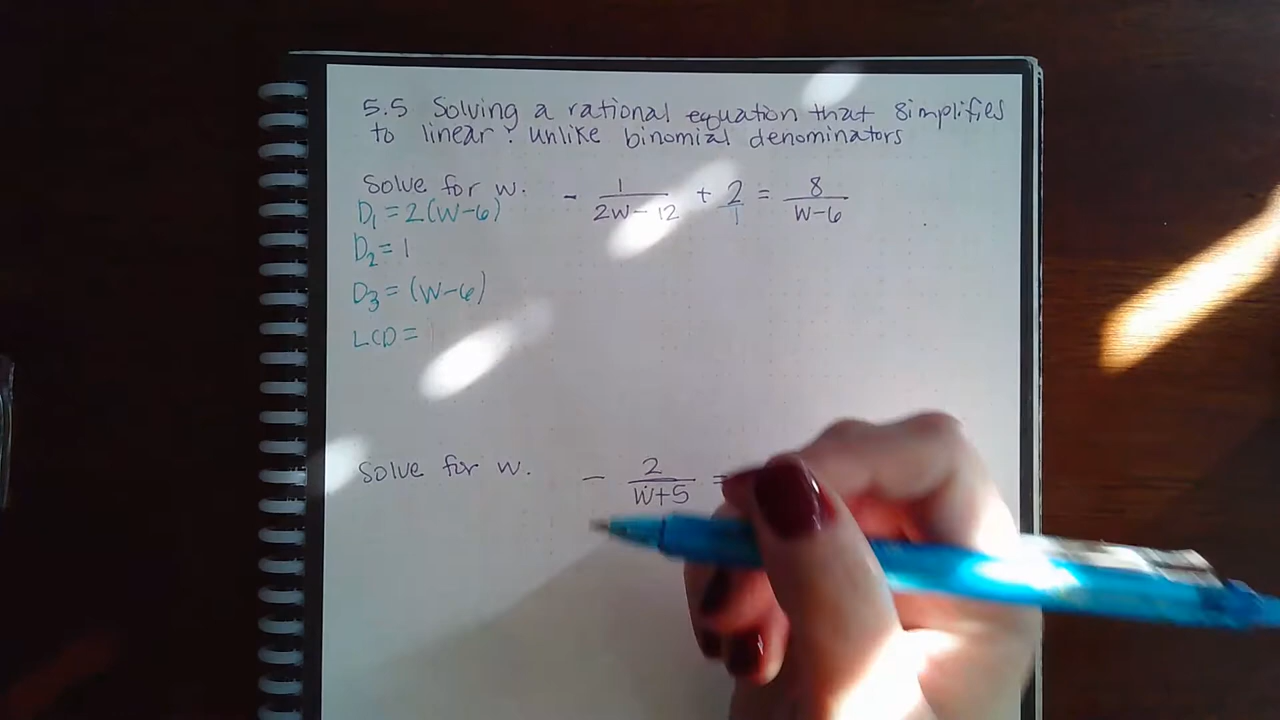 5.5 Solving a rational equation that simplifies
to linear: unlike binomial denominators
Solve for w. - 1/(2w-12) + 2/1 = 8/(w-6)
D₁ = 2(w-6)
D₂ = 1
D₃ = (w-6)
LCD =
Solve for w. - 2/(w+5) =